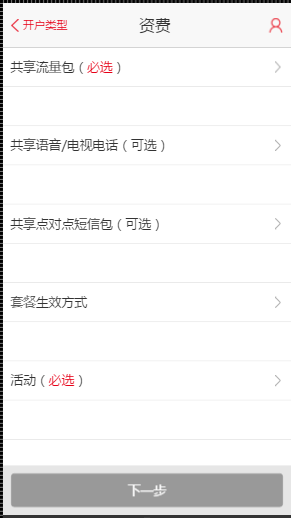 开户类型
资费
共享流量包（必选）
共享语音/电视电话（可选）
共享点对点短信包（可选）
套餐生效方式
活动（必选）
下一步